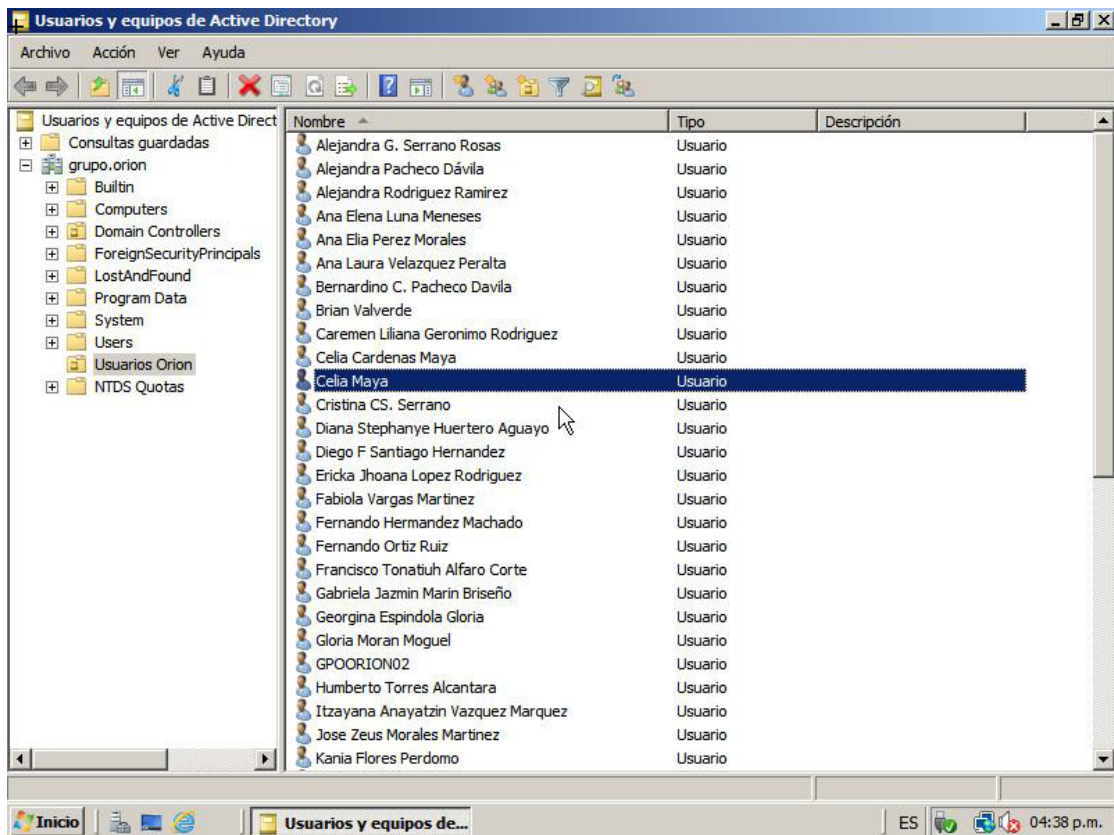 Usuarios y equipos de Active Directory
Archivo Acción Ver Ayuda
Usuarios y equipos de Active Direct
Consultas guardadas
grupo.orion
Builtin
Computers
Domain Controllers
ForeignSecurityPrincipals
LostAndFound
Program Data
System
Users
Usuarios Orion
NTDS Quotas
Nombre Tipo Descripción
Alejandra G. Serrano Rosas Usuario
Alejandra Pacheco Dávila Usuario
Alejandra Rodriguez Ramirez Usuario
Ana Elena Luna Meneses Usuario
Ana Elia Perez Morales Usuario
Ana Laura Velazquez Peralta Usuario
Bernardino C. Pacheco Davila Usuario
Brian Valverde Usuario
Caremen Liliana Geronimo Rodriguez Usuario
Celia Cardenas Maya Usuario
Celia Maya Usuario
Cristina CS. Serrano Usuario
Diana Stephanye Huertero Aguayo Usuario
Diego F Santiago Hernandez Usuario
Ericka Jhoana Lopez Rodriguez Usuario
Fabiola Vargas Martinez Usuario
Fernando Hermandez Machado Usuario
Fernando Ortiz Ruiz Usuario
Francisco Tonatiuh Alfaro Corte Usuario
Gabriela Jazmin Marin Briseño Usuario
Georgina Espindola Gloria Usuario
Gloria Moran Moguel Usuario
GPOORION02 Usuario
Humberto Torres Alcantara Usuario
Itzayana Anayatzin Vazquez Marquez Usuario
Jose Zeus Morales Martinez Usuario
Kania Flores Perdomo Usuario
Inicio Usuarios y equipos de... ES 04:38 p.m.